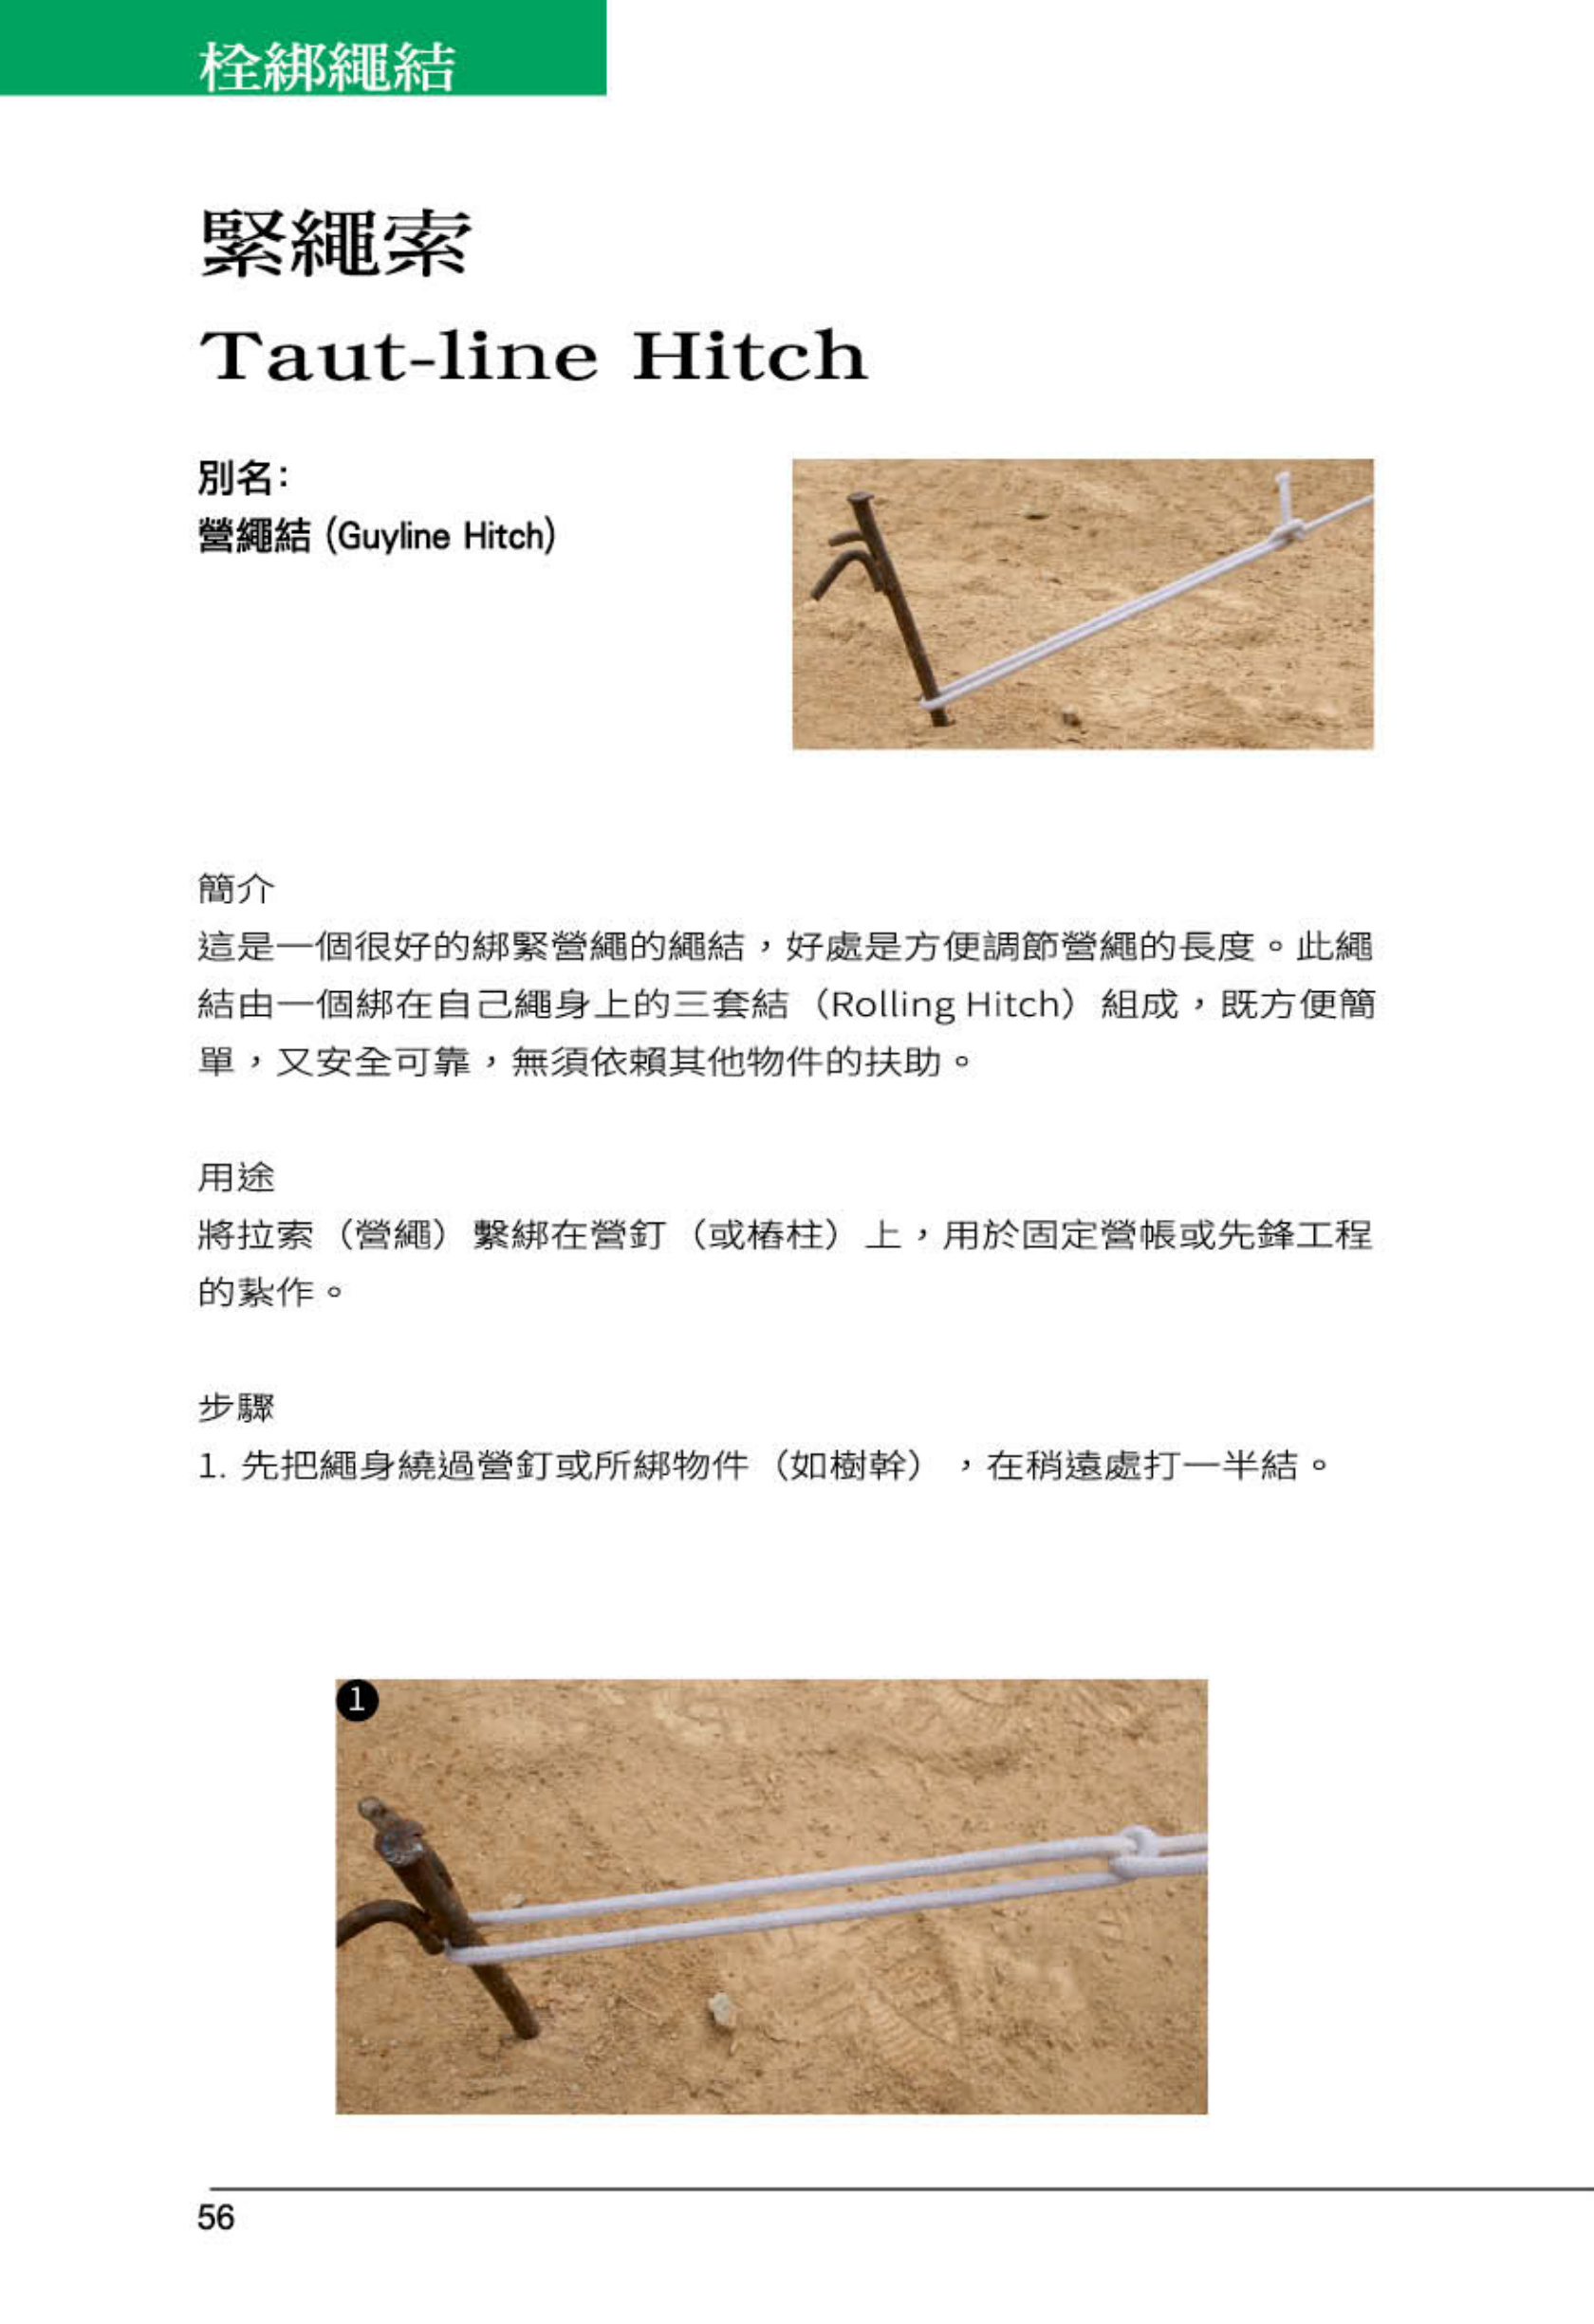 栓綁繩結
緊繩索
Taut-line Hitch
別名：
營繩結 (Guyline Hitch)
簡介
這是一個很好的綁緊營繩的繩結，好處是方便調節營繩的長度。此繩
結由一個綁在自己繩身上的三套結（Rolling Hitch）組成，既方便簡
單，又安全可靠，無須依賴其他物件的扶助。
用途
將拉索（營繩）繫綁在營釘（或樁柱）上，用於固定營帳或先鋒工程
的紮作。
步驟
1. 先把繩身繞過營釘或所綁物件（如樹幹），在稍遠處打一半結。
1
56